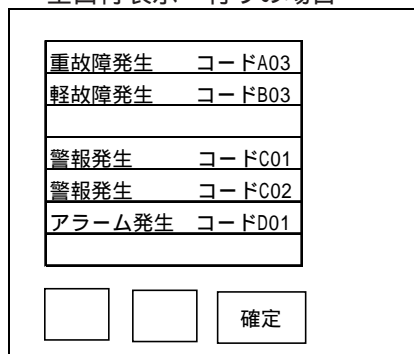 重故障発生 コードA03
軽故障発生 コードB03
警報発生 コードC01
警報発生 コードC02
アラーム発生 コードD01
確定